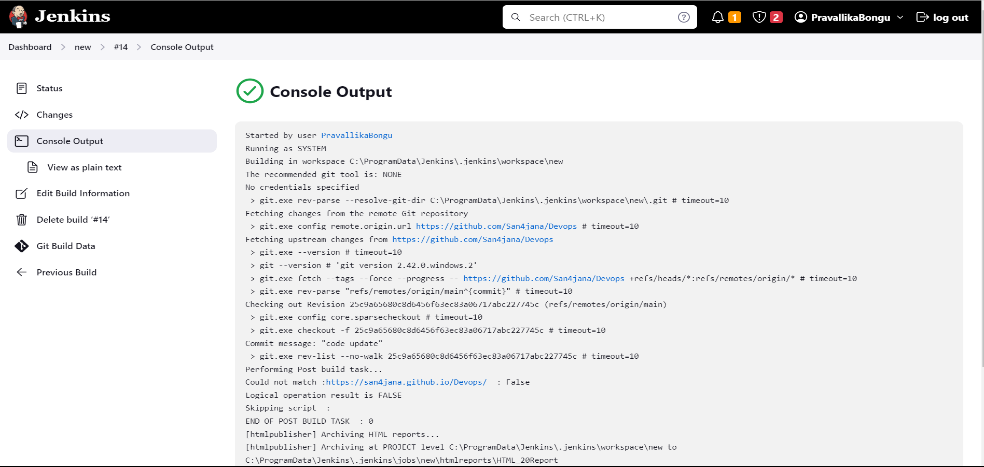 Jenkins
Search (CTRL+K)
1
2
PravallikaBongu
log out
Dashboard > new > #14 > Console Output
Status
Changes
Console Output
View as plain text
Edit Build Information
Delete build '#14'
Git Build Data
Previous Build
Console Output
Started by user PravallikaBongu
Running as SYSTEM
Building in workspace C:\ProgramData\Jenkins\.jenkins\workspace\new
The recommended git tool is: NONE
No credentials specified
> git.exe rev-parse --resolve-git-dir C:\ProgramData\Jenkins\.jenkins\workspace\new\.git # timeout=10
Fetching changes from the remote Git repository
> git.exe config remote.origin.url https://github.com/San4jana/Devops # timeout=10
Fetching upstream changes from https://github.com/San4jana/Devops
> git.exe --version # timeout=10
> git --version # 'git version 2.42.0.windows.2'
> git.exe fetch --tags --force --progress -- https://github.com/San4jana/Devops +refs/heads/*:refs/remotes/origin/* # timeout=10
> git.exe rev-parse "refs/remotes/origin/main^{commit}" # timeout=10
Checking out Revision 25c9a65680c8d6456f63ec83a06717abc227745c (refs/remotes/origin/main)
> git.exe config core.sparsecheckout # timeout=10
> git.exe checkout -f 25c9a65680c8d6456f63ec83a06717abc227745c # timeout=10
Commit message: "code update"
> git.exe rev-list --no-walk 25c9a65680c8d6456f63ec83a06717abc227745c # timeout=10
Performing Post build task...
Could not match :https://san4jana.github.io/Devops/  : False
Logical operation result is FALSE
Skipping script  :
END OF POST BUILD TASK  : 0
[htmlpublisher] Archiving HTML reports...
[htmlpublisher] Archiving at PROJECT level C:\ProgramData\Jenkins\.jenkins\workspace\new to
C:\ProgramData\Jenkins\.jenkins\jobs\new\htmlreports\HTML_20Report